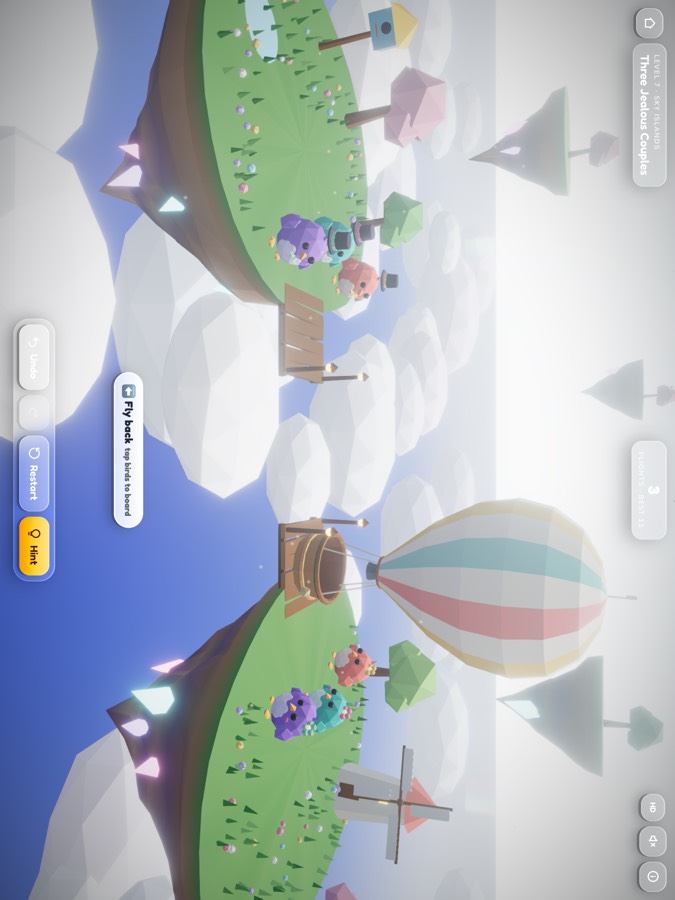 LEVEL 7 · SKY ISLANDS
Three Jealous Couples
3
FLIGHTS · BEST 11
HD
Fly back tap birds to board
Undo
Restart
Hint